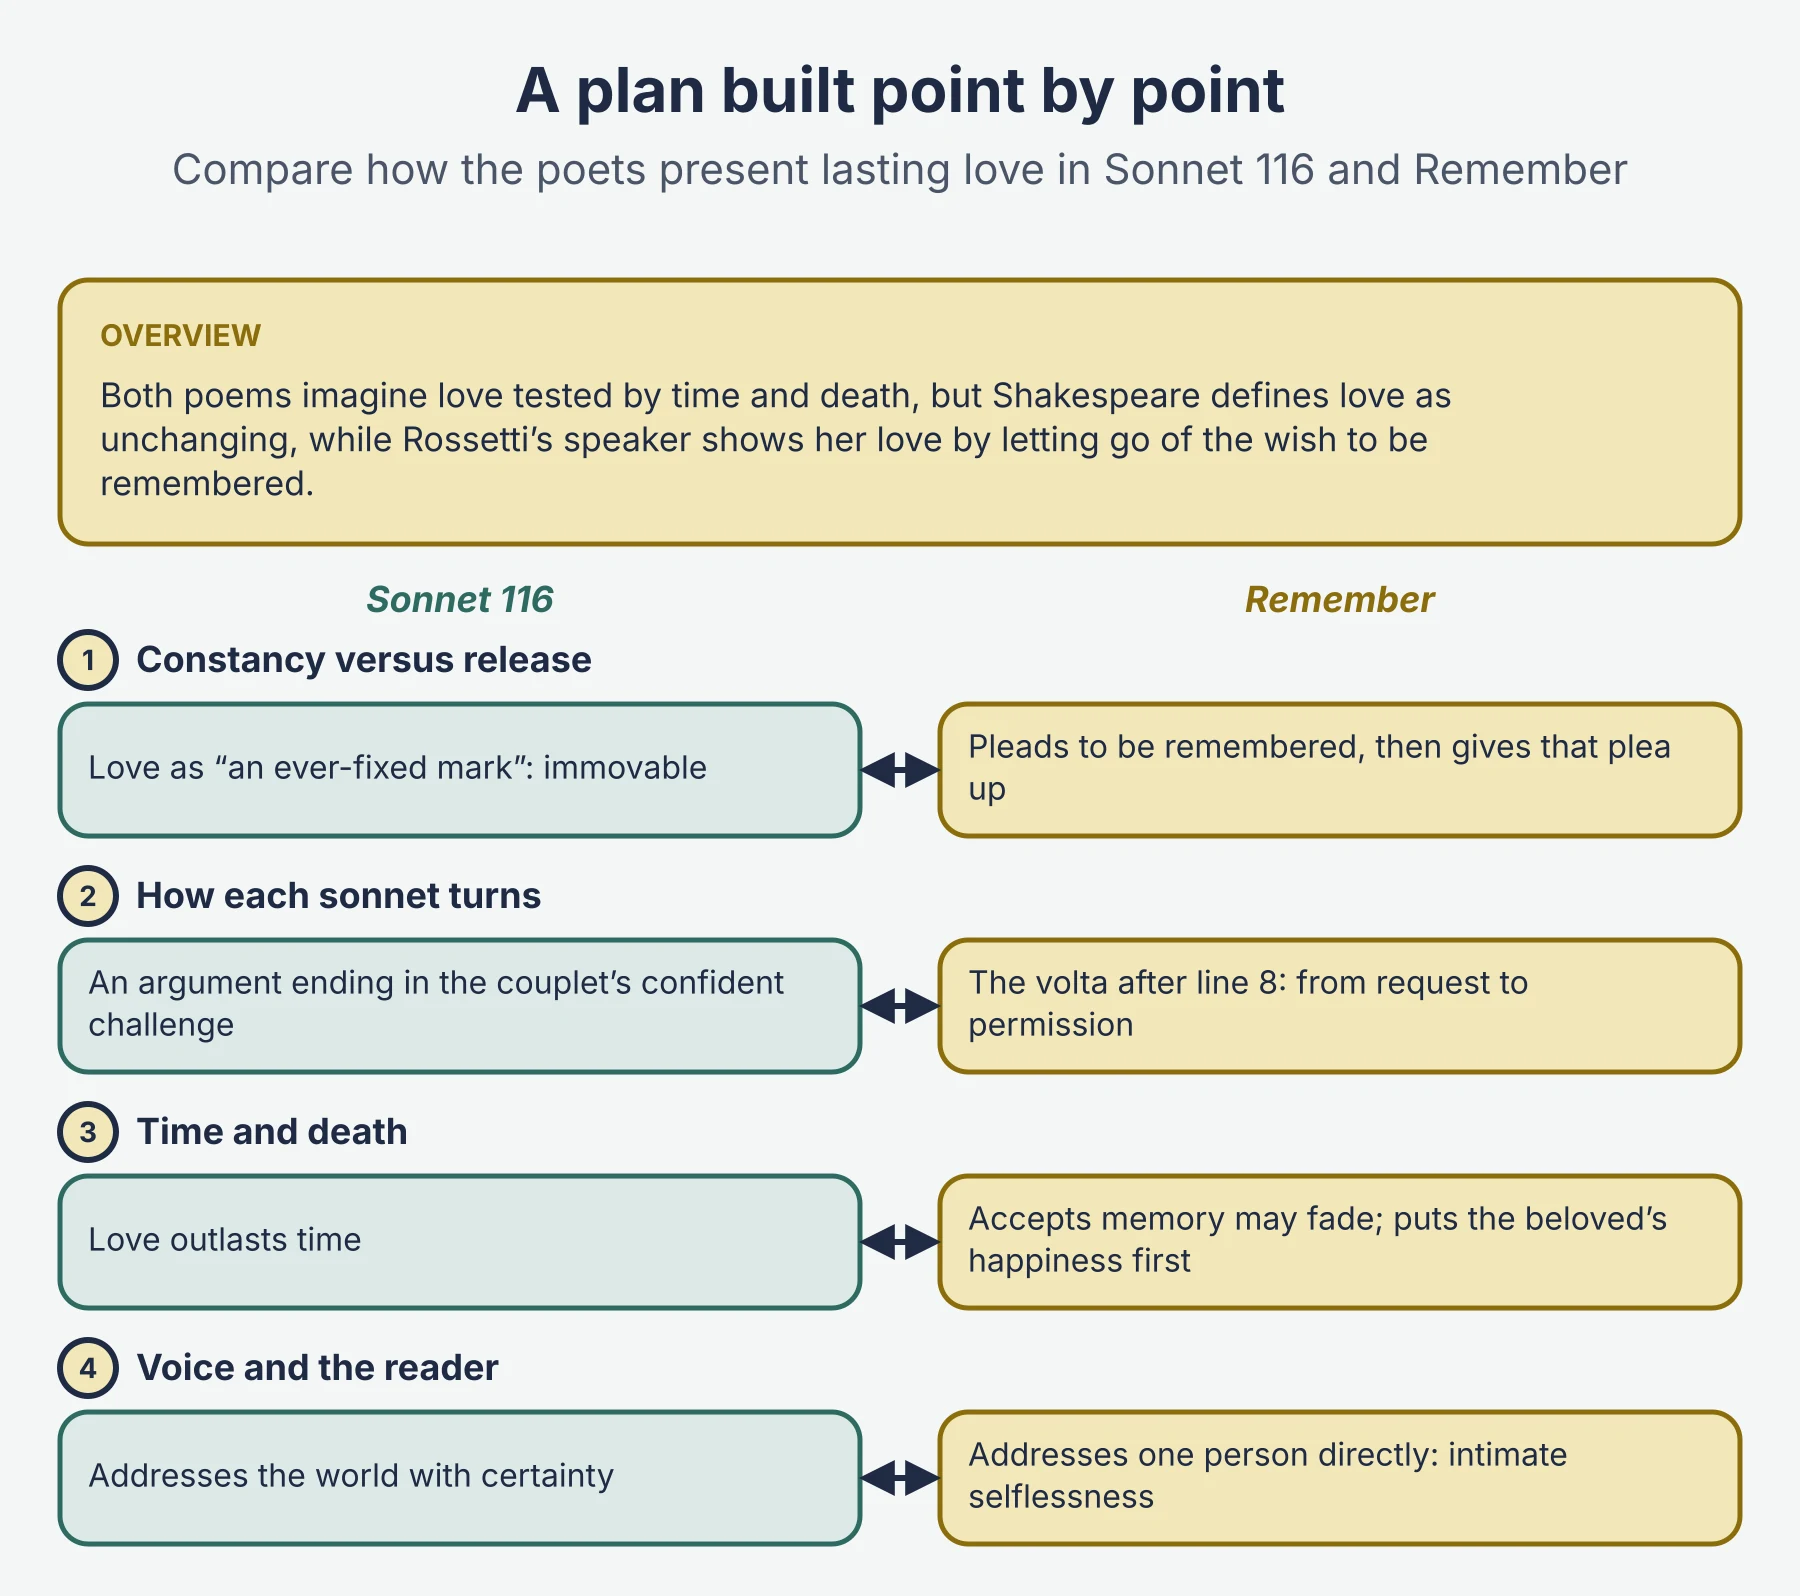 A plan built point by point
Compare how the poets present lasting love in Sonnet 116 and Remember
OVERVIEW
Both poems imagine love tested by time and death, but Shakespeare defines love as
unchanging, while Rossetti’s speaker shows her love by letting go of the wish to be
remembered.
Sonnet 116
Remember
1 Constancy versus release
Love as “an ever-fixed mark”: immovable
Pleads to be remembered, then gives that plea
up
2 How each sonnet turns
An argument ending in the couplet’s confident
challenge
The volta after line 8: from request to
permission
3 Time and death
Love outlasts time
Accepts memory may fade; puts the beloved’s
happiness first
4 Voice and the reader
Addresses the world with certainty
Addresses one person directly: intimate
selflessness